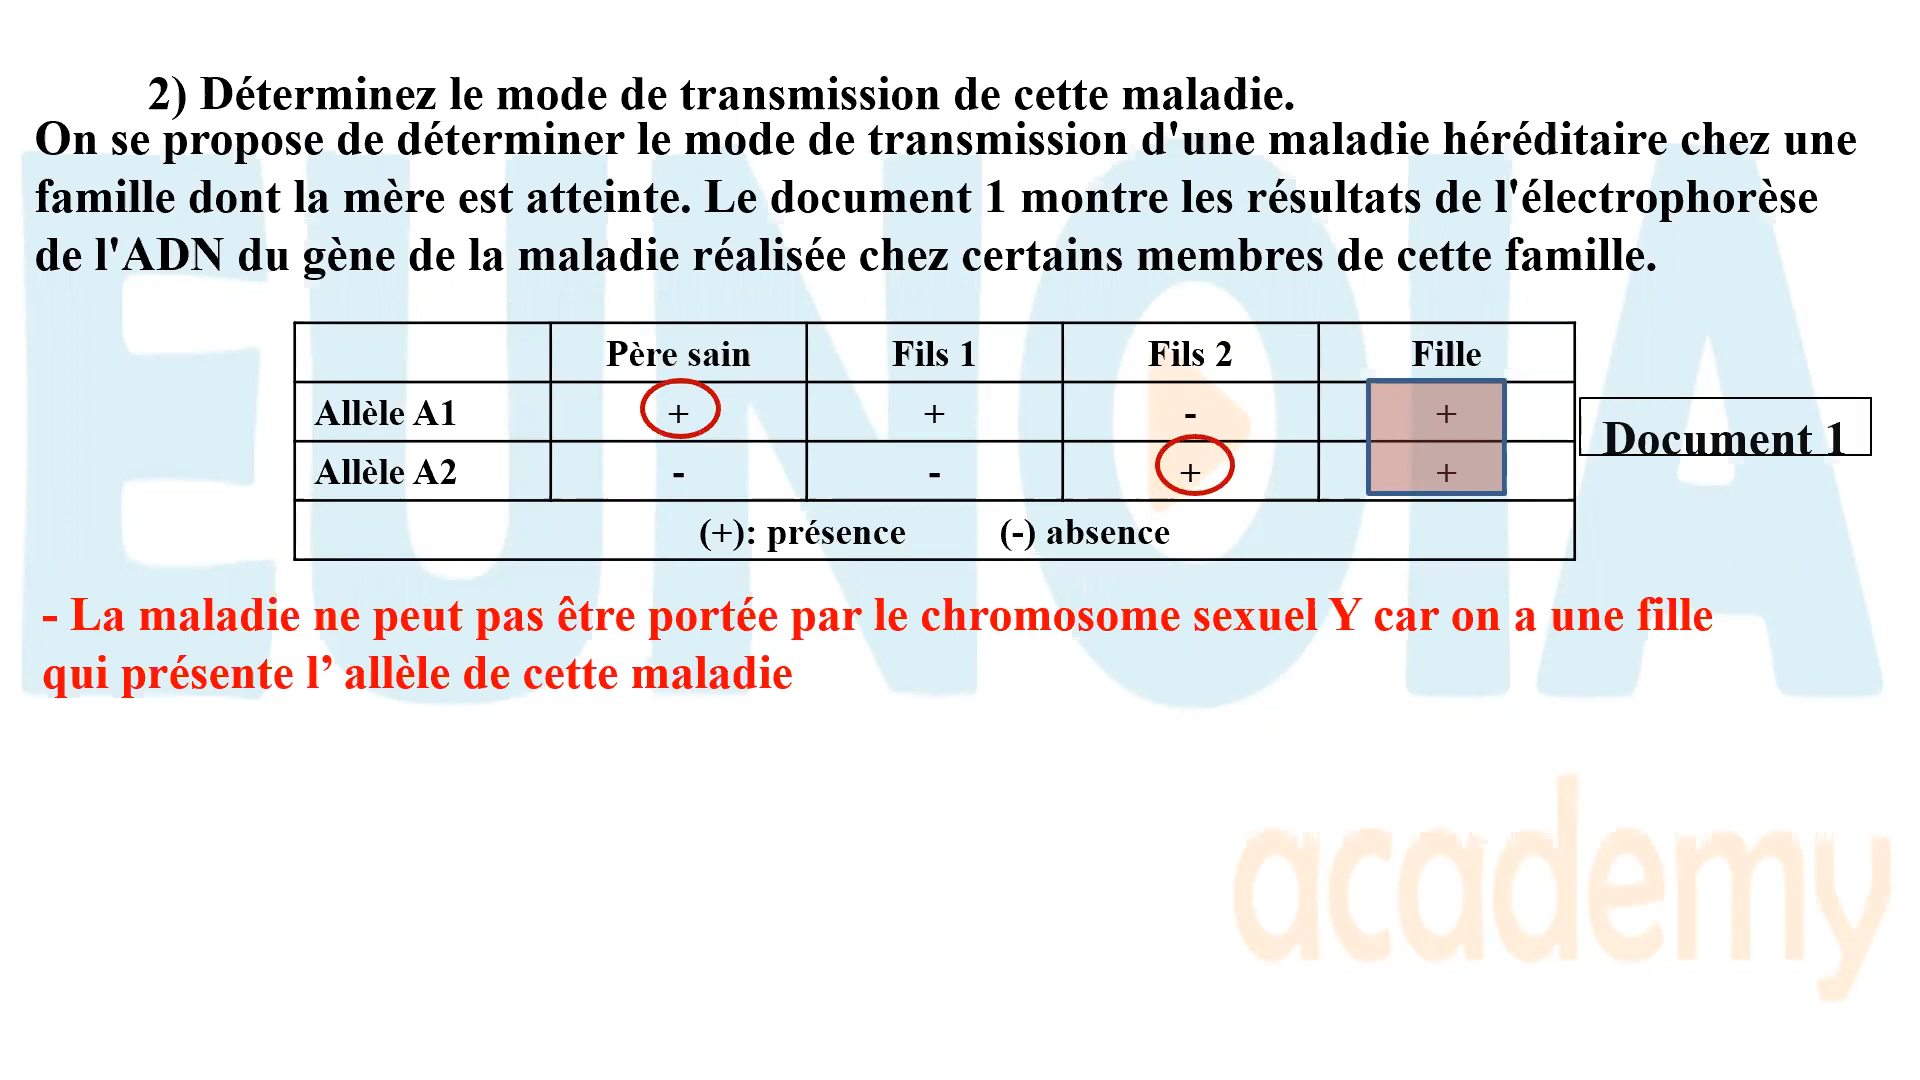 2) Déterminez le mode de transmission de cette maladie.
On se propose de déterminer le mode de transmission d'une maladie héréditaire chez une
famille dont la mère est atteinte. Le document 1 montre les résultats de l'électrophorèse
de l'ADN du gène de la maladie réalisée chez certains membres de cette famille.
Père sain Fils 1 Fils 2 Fille
Allèle A1 + + - +
Allèle A2 - - + +
(+): présence (-) absence
Document 1
- La maladie ne peut pas être portée par le chromosome sexuel Y car on a une fille
qui présente l’ allèle de cette maladie
EUNOIA
academy